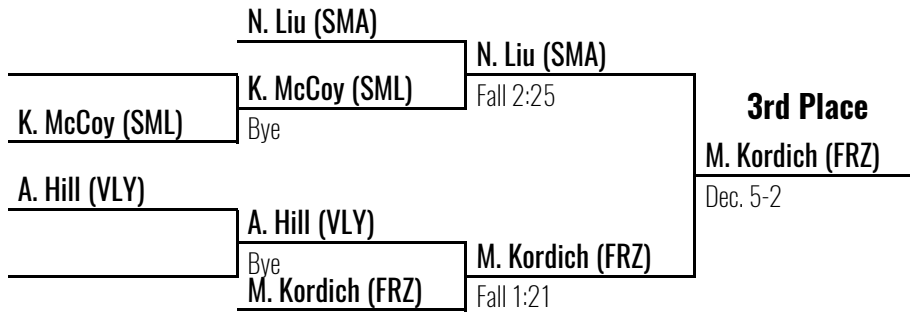 N. Liu (SMA)
N. Liu (SMA)
K. McCoy (SML)
Fall 2:25
3rd Place
K. McCoy (SML)
Bye
M. Kordich (FRZ)
A. Hill (VLY)
Dec. 5-2
A. Hill (VLY)
Bye
M. Kordich (FRZ)
M. Kordich (FRZ)
Fall 1:21